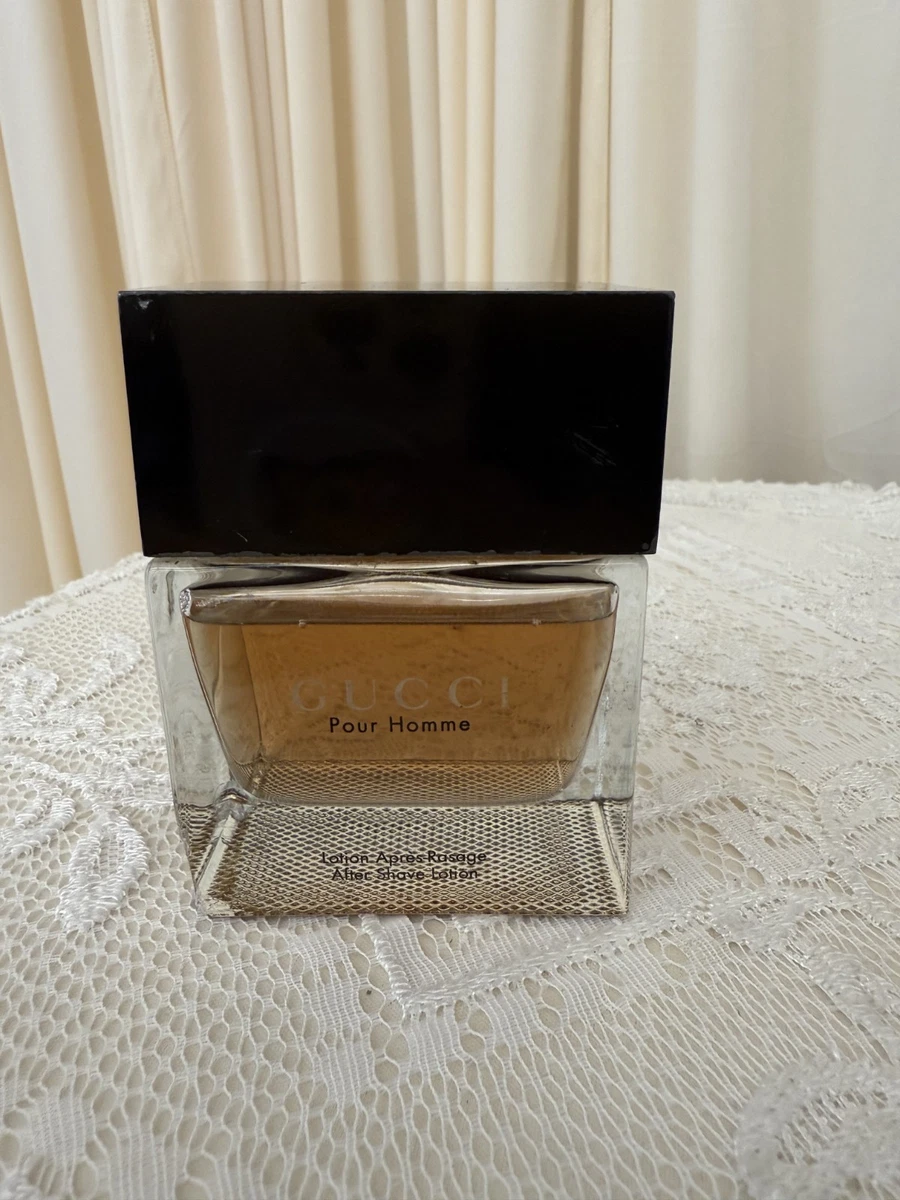 GUCCI
Pour Homme
Lotion Après-Rasage
After Shave Lotion